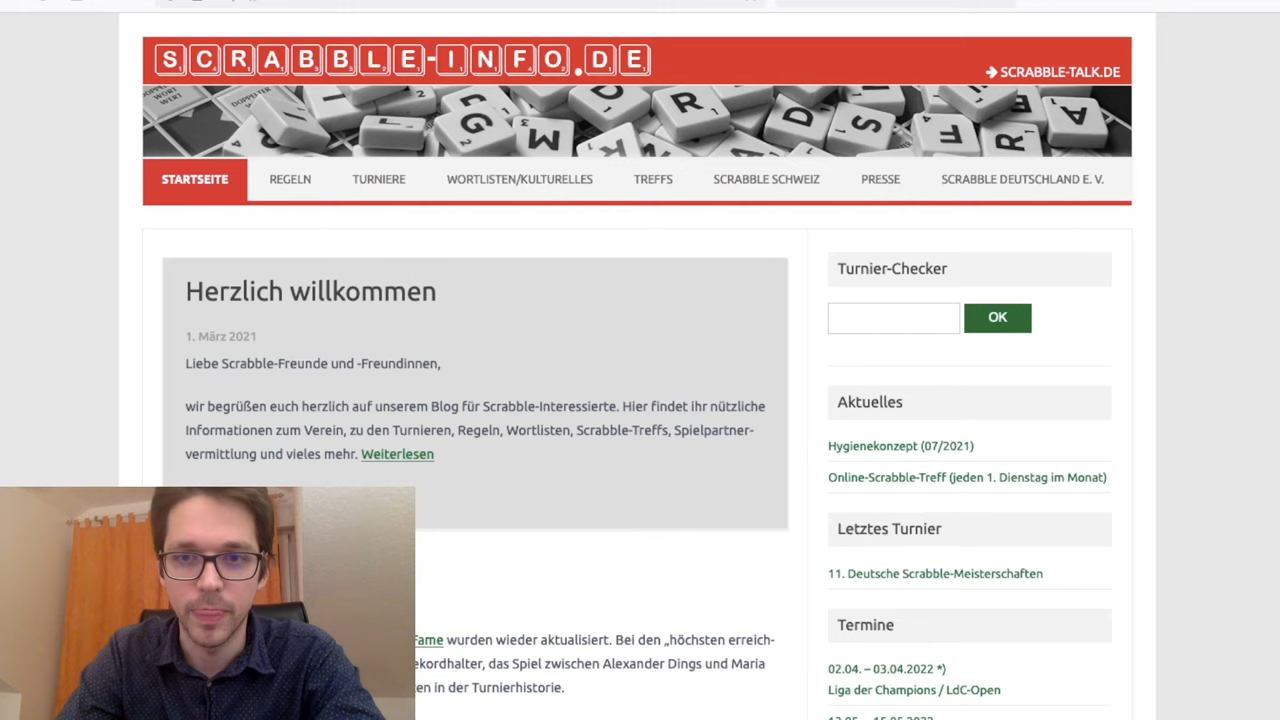 SCRABBLE-INFO.DE
SCRABBLE-TALK.DE
STARTSEITE
REGELN
TURNIERE
WORTLISTEN/KULTURELLES
TREFFS
SCRABBLE SCHWEIZ
PRESSE
SCRABBLE DEUTSCHLAND E. V.
Herzlich willkommen
1. März 2021
Liebe Scrabble-Freunde und -Freundinnen,
wir begrüßen euch herzlich auf unserem Blog für Scrabble-Interessierte. Hier findet ihr nützliche
Informationen zum Verein, zu den Turnieren, Regeln, Wortlisten, Scrabble-Treffs, Spielpartner-
vermittlung und vieles mehr. Weiterlesen
Fame wurden wieder aktualisiert. Bei den „höchsten erreich-
ekordhalter, das Spiel zwischen Alexander Dings und Maria
en in der Turnierhistorie.
Turnier-Checker
OK
Aktuelles
Hygienekonzept (07/2021)
Online-Scrabble-Treff (jeden 1. Dienstag im Monat)
Letztes Turnier
11. Deutsche Scrabble-Meisterschaften
Termine
02.04. – 03.04.2022 *)
Liga der Champions / LdC-Open